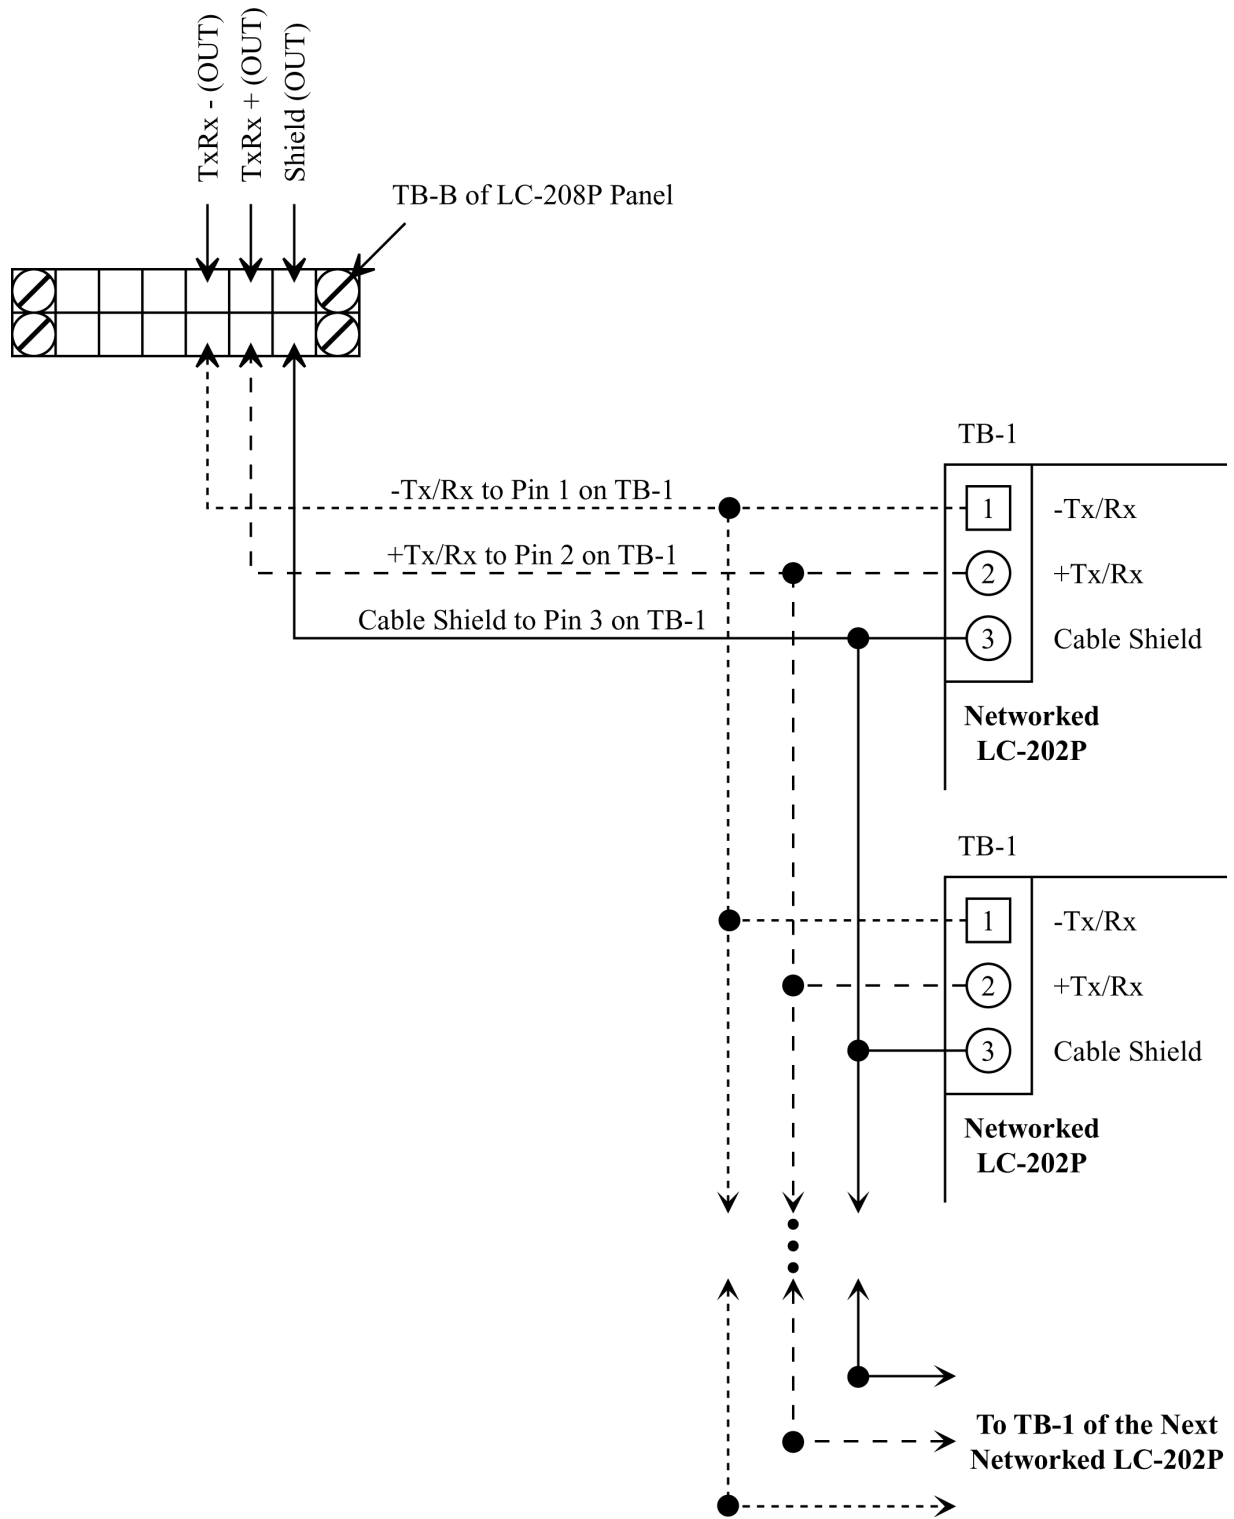 TxRx - (OUT)
TxRx + (OUT)
Shield (OUT)
TB-B of LC-208P Panel
TB-1
-Tx/Rx to Pin 1 on TB-1
1
-Tx/Rx
+Tx/Rx to Pin 2 on TB-1
2
+Tx/Rx
Cable Shield to Pin 3 on TB-1
3
Cable Shield
Networked
LC-202P
TB-1
1
-Tx/Rx
2
+Tx/Rx
3
Cable Shield
Networked
LC-202P
To TB-1 of the Next
Networked LC-202P